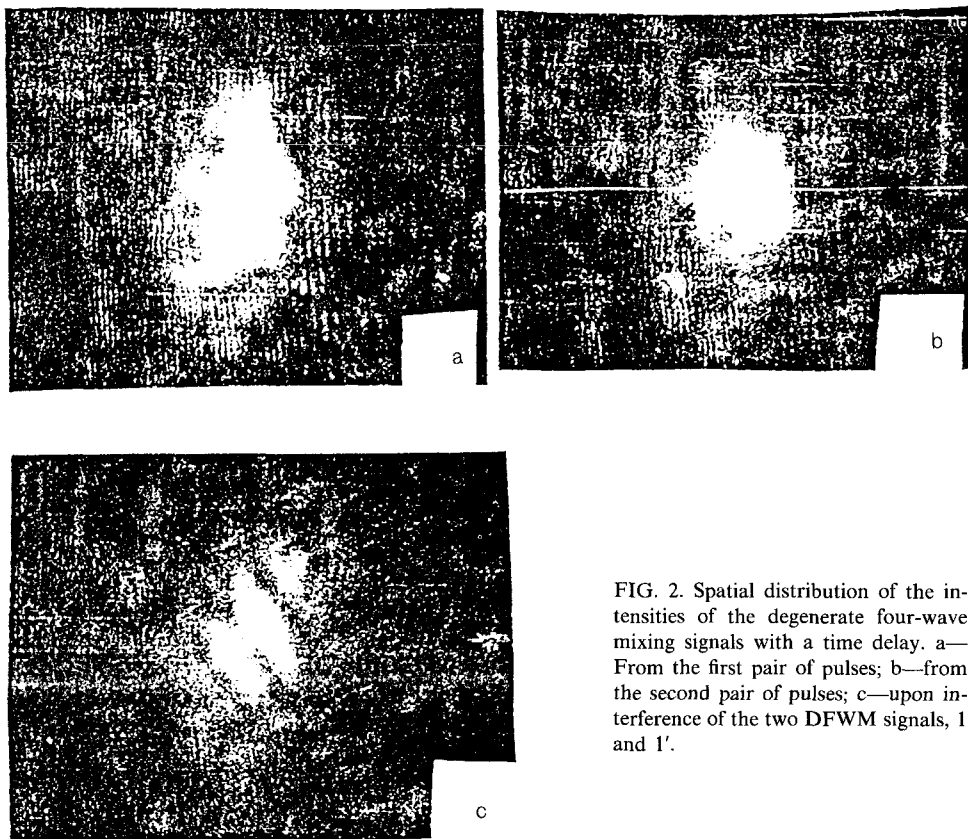 a
b
c
FIG. 2. Spatial distribution of the in-
tensities of the degenerate four-wave
mixing signals with a time delay. a—
From the first pair of pulses; b—from
the second pair of pulses; c—upon in-
terference of the two DFWM signals, 1
and 1′.